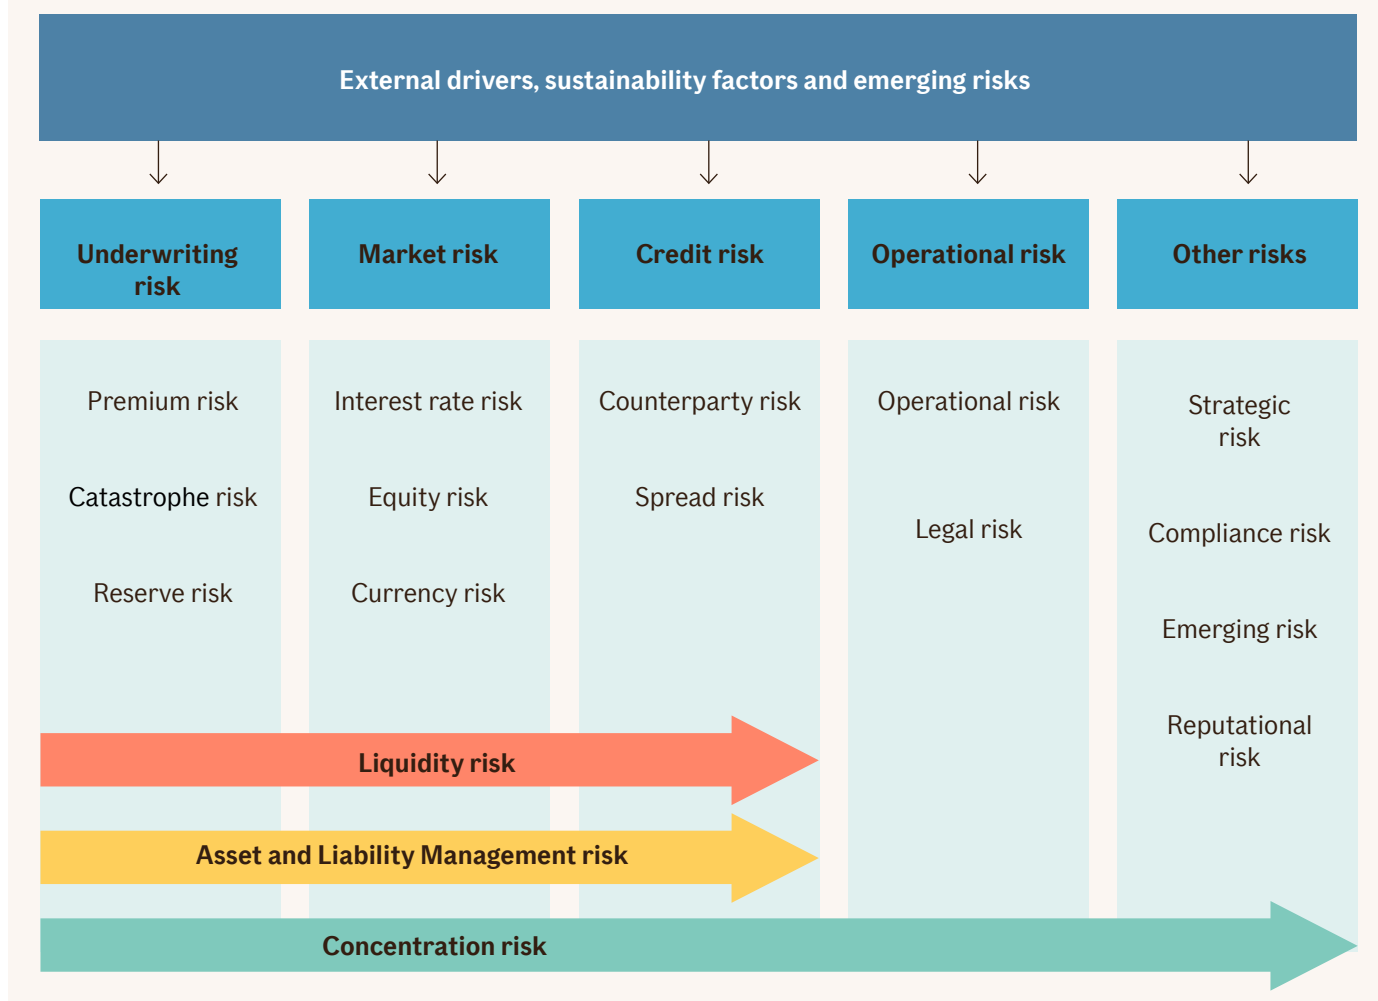 External drivers, sustainability factors and emerging risks
Underwriting
risk
Market risk
Credit risk
Operational risk
Other risks
Premium risk
Catastrophe risk
Reserve risk
Interest rate risk
Equity risk
Currency risk
Counterparty risk
Spread risk
Operational risk
Legal risk
Strategic
risk
Compliance risk
Emerging risk
Reputational
risk
Liquidity risk
Asset and Liability Management risk
Concentration risk